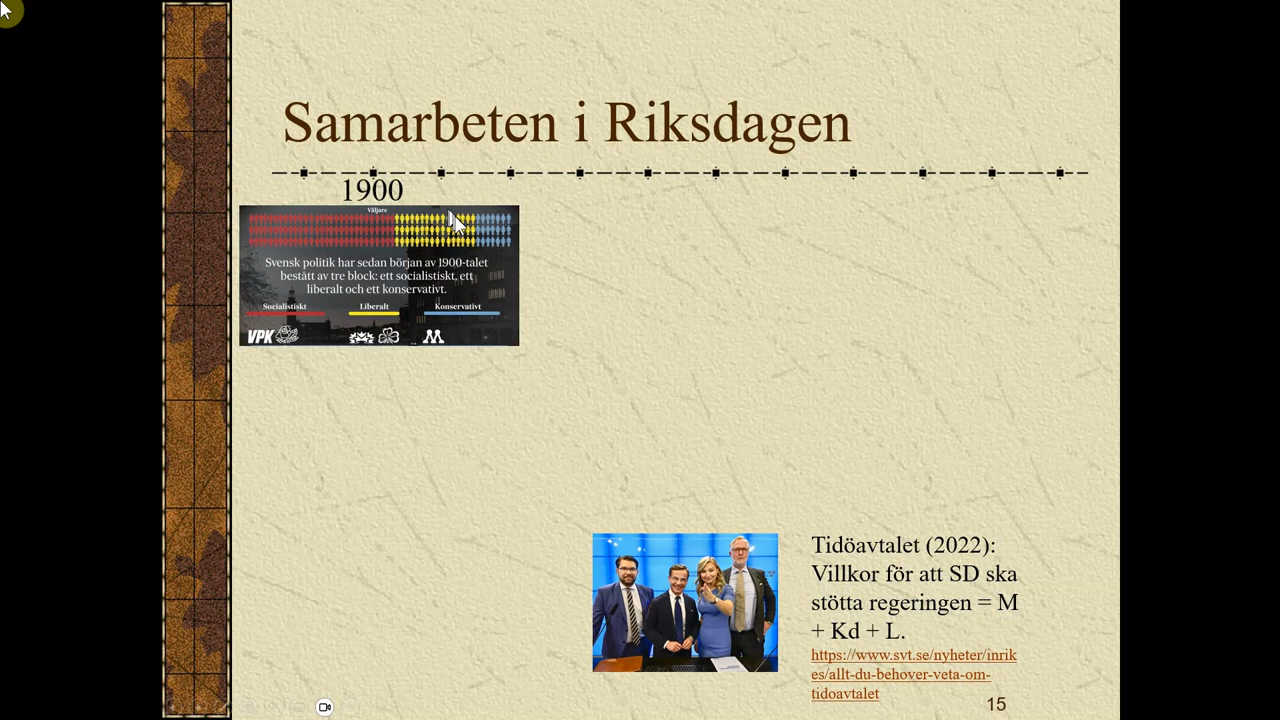 Samarbeten i Riksdagen
1900
Väljare
Svensk politik har sedan början av 1900-talet
bestått av tre block: ett socialistiskt, ett
liberalt och ett konservativt.
Socialistiskt Liberalt Konservativt
VPK
Tidöavtalet (2022):
Villkor för att SD ska
stötta regeringen = M
+ Kd + L.
https://www.svt.se/nyheter/inrik
es/allt-du-behover-veta-om-
tidoavtalet
15